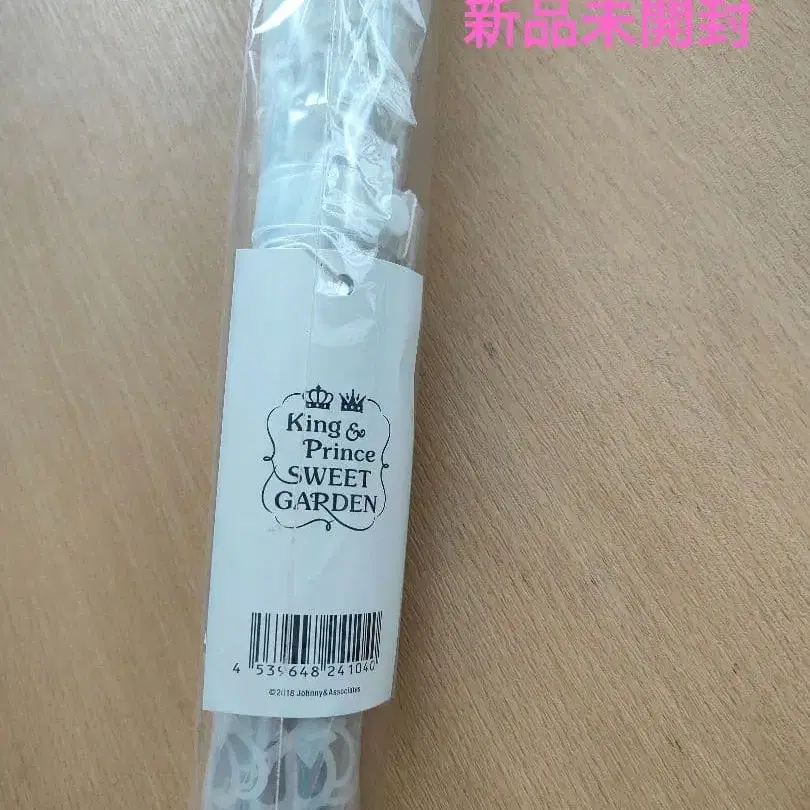 新品未開封
King &
Prince
SWEET
GARDEN
4 539648 241040
©2018 Johnny&Associates